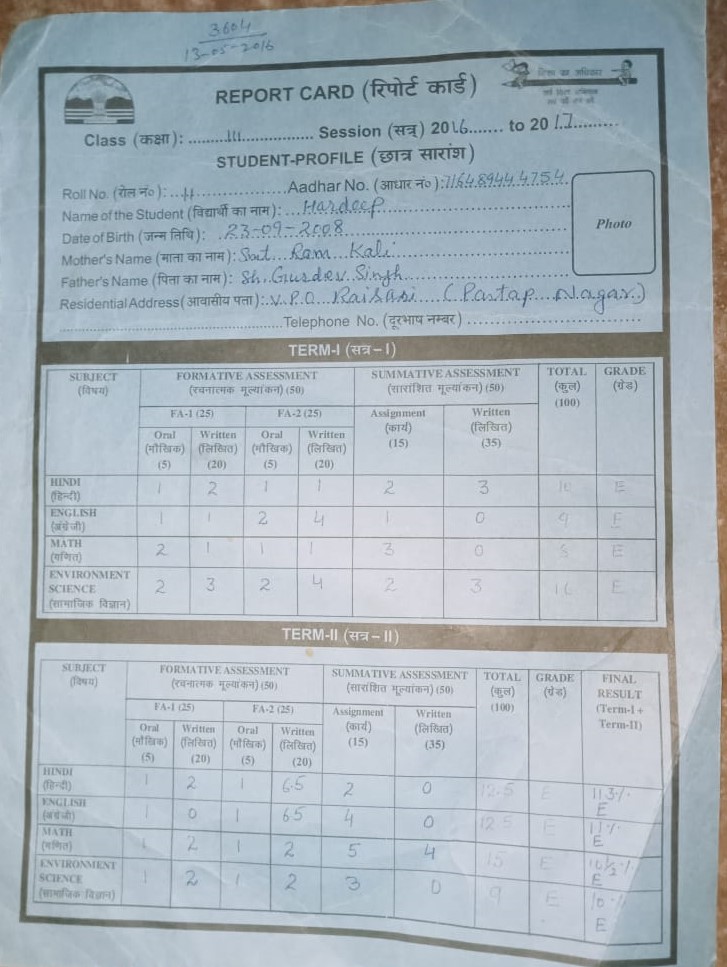 3604
13-05-2016
REPORT CARD (रिपोर्ट कार्ड)
शिक्षा का अधिकार
Class (कक्षा): III Session (सत्र) 2016 to 2017
STUDENT-PROFILE (छात्र सारांश)
Roll No. (रोल नं०): 11 Aadhar No. (आधार नं०): 716489444754
Name of the Student (विद्यार्थी का नाम): Hardeep
Date of Birth (जन्म तिथि): 23-09-2008
Mother's Name (माता का नाम): Smt. Ram Kali
Father's Name (पिता का नाम): Sh. Gurdev Singh
Residential Address (आवासीय पता): V.P.O. (Partap Nagar)
Telephone No. (दूरभाष नम्बर)
Photo
TERM-I (सत्र-I)
SUBJECT (विषय) FORMATIVE ASSESSMENT (रचनात्मक मूल्यांकन) (50) SUMMATIVE ASSESSMENT (सारांशित मूल्यांकन) (50) TOTAL (कुल) (100) GRADE (ग्रेड)
FA-1 (25) FA-2 (25) Assignment (कार्य) (15) Written (लिखित) (35)
Oral (मौखिक) (5) Written (लिखित) (20) Oral (मौखिक) (5) Written (लिखित) (20)
HINDI (हिन्दी) 1 2 1 1 2 3 10 E
ENGLISH (अंग्रेजी) 1 1 2 4 1 0 9 E
MATH (गणित) 2 1 1 1 3 0 8 E
ENVIRONMENT SCIENCE (सामाजिक विज्ञान) 2 3 2 4 2 3 E
TERM-II (सत्र-II)
SUBJECT (विषय) FORMATIVE ASSESSMENT (रचनात्मक मूल्यांकन) (50) SUMMATIVE ASSESSMENT (सारांशित मूल्यांकन) (50) TOTAL (कुल) (100) GRADE (ग्रेड) FINAL RESULT (Term-I + Term-II)
FA-1 (25) FA-2 (25) Assignment (कार्य) (15) Written (लिखित) (35)
Oral (मौखिक) (5) Written (लिखित) (20) Oral (मौखिक) (5) Written (लिखित) (20)
HINDI (हिन्दी) 1 2 1 6.5 2 0 12.5 E 11.3% E
ENGLISH (अंग्रेजी) 1 0 1 6.5 4 0 12.5 E 11% E
MATH (गणित) 1 2 1 2 5 4 15 E E
ENVIRONMENT SCIENCE (सामाजिक विज्ञान) 1 2 1 2 3 0 9 E 10% E